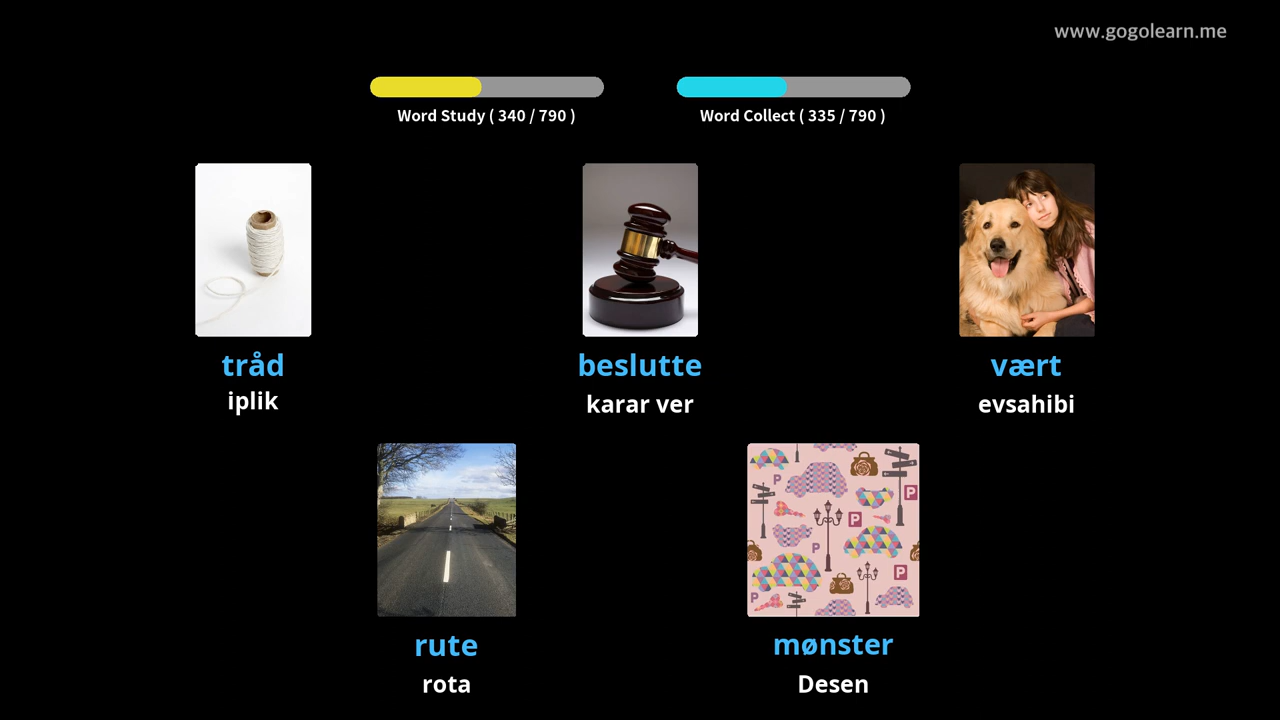 www.gogolearn.me
Word Study ( 340 / 790 )
Word Collect ( 335 / 790 )
tråd
iplik
beslutte
karar ver
vært
evsahibi
rute
rota
P
P
P
P
P
P
mønster
Desen